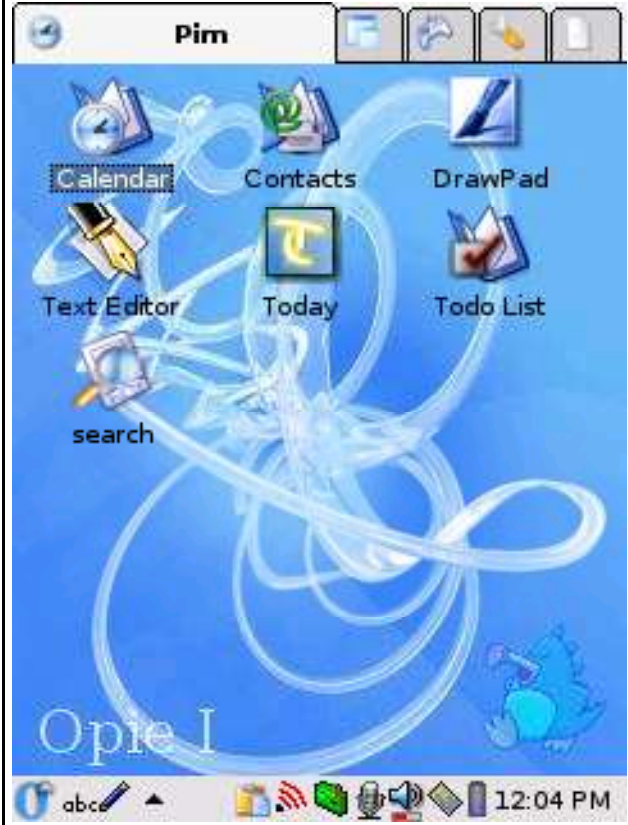 Pim
Calendar Contacts DrawPad
Text Editor Today Todo List
search
Opie I
abc 12:04 PM